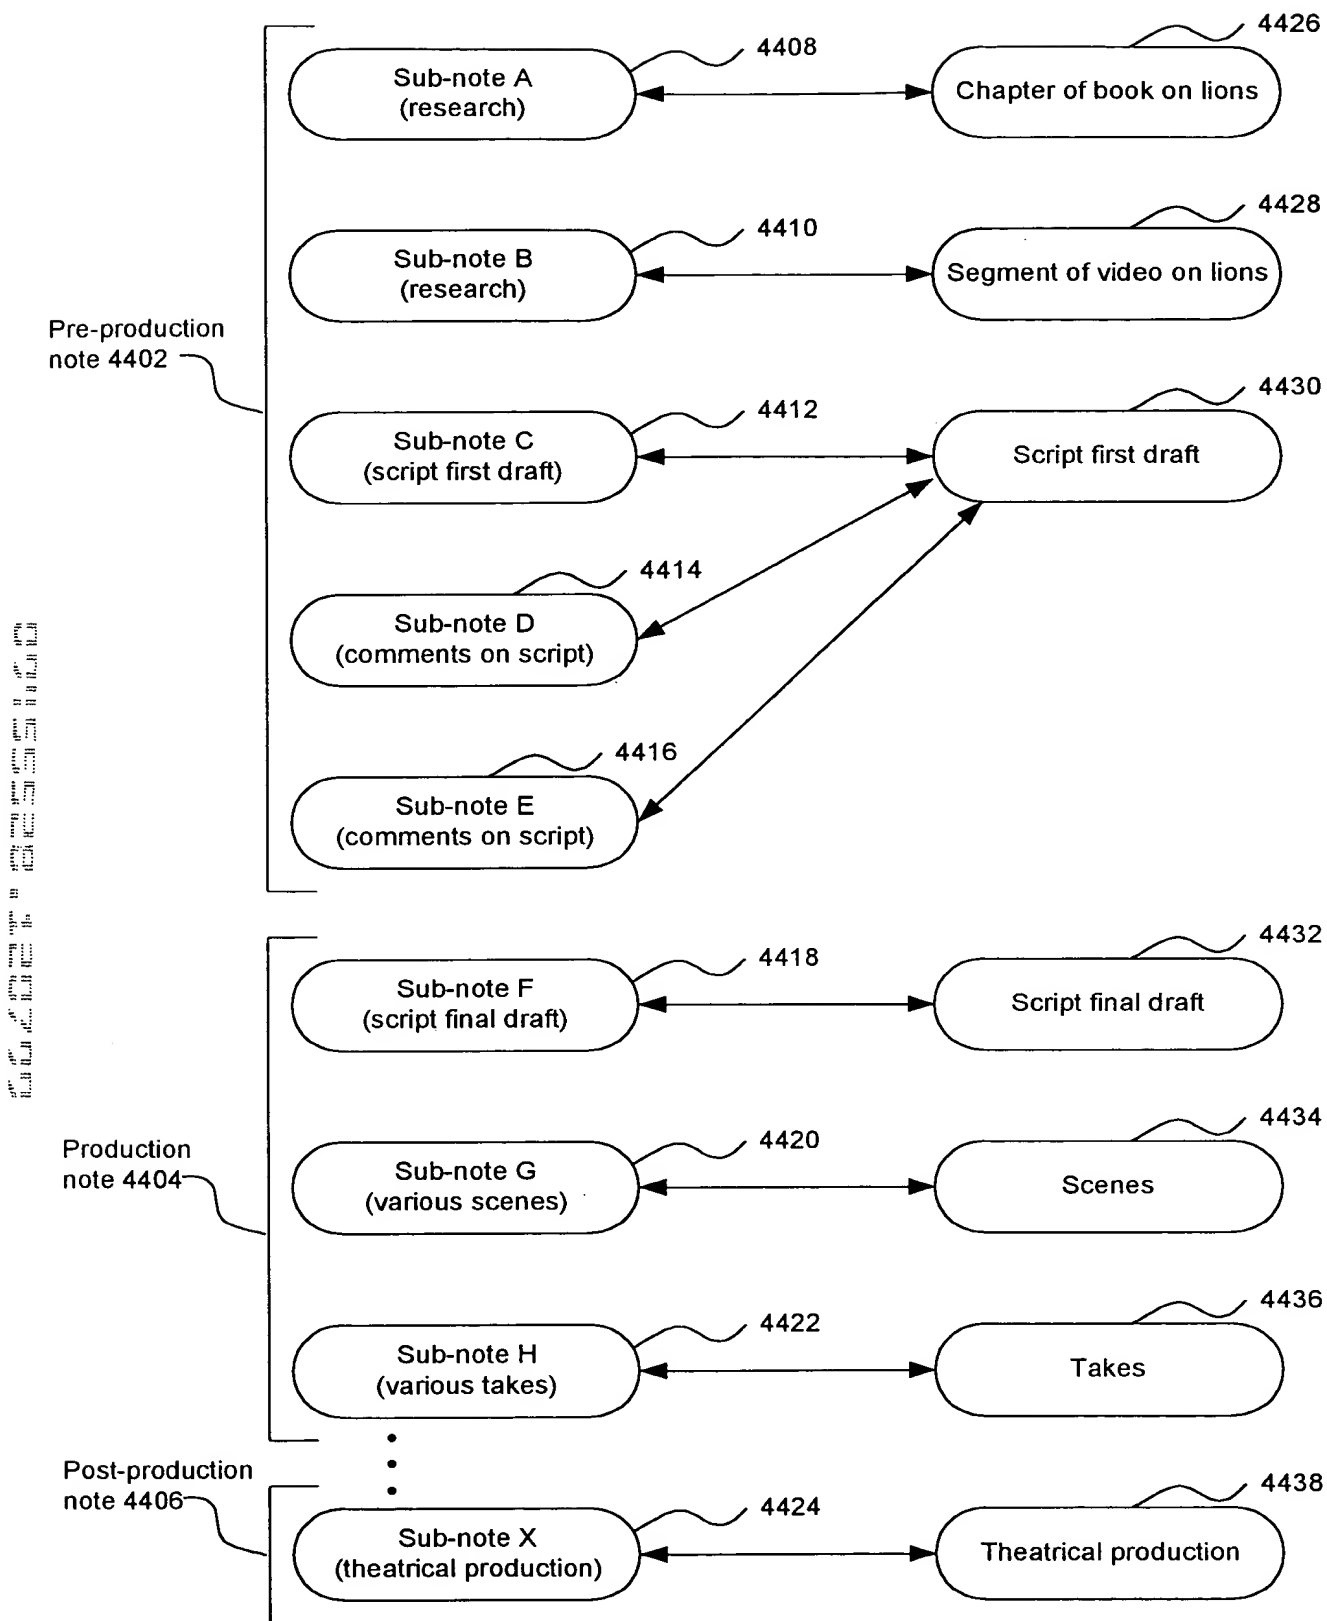 4408
4426
Sub-note A
(research)
Chapter of book on lions
4410
4428
Sub-note B
(research)
Segment of video on lions
Pre-production
note 4402
4412
4430
Sub-note C
(script first draft)
Script first draft
4414
Sub-note D
(comments on script)
4416
Sub-note E
(comments on script)
4418
4432
Sub-note F
(script final draft)
Script final draft
Production
note 4404
4420
4434
Sub-note G
(various scenes)
Scenes
4422
4436
Sub-note H
(various takes)
Takes
Post-production
note 4406
4424
4438
Sub-note X
(theatrical production)
Theatrical production